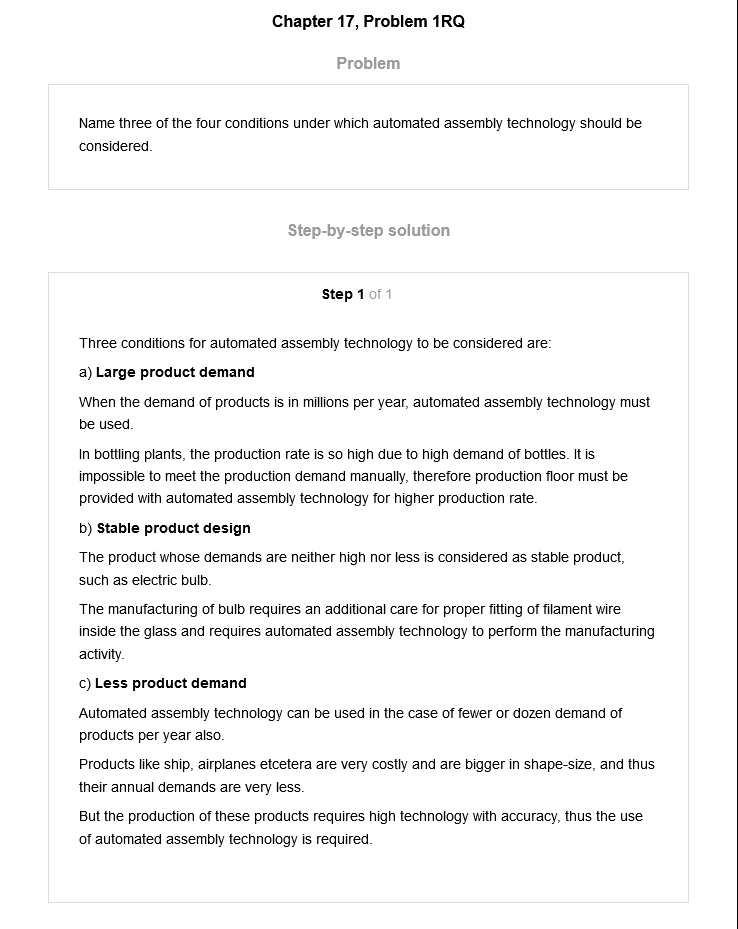 Chapter 17, Problem 1RQ
Problem
Name three of the four conditions under which automated assembly technology should be
considered.
Step-by-step solution
Step 1 of 1
Three conditions for automated assembly technology to be considered are:
a) Large product demand
When the demand of products is in millions per year, automated assembly technology must
be used.
In bottling plants, the production rate is so high due to high demand of bottles. It is
impossible to meet the production demand manually, therefore production floor must be
provided with automated assembly technology for higher production rate.
b) Stable product design
The product whose demands are neither high nor less is considered as stable product,
such as electric bulb.
The manufacturing of bulb requires an additional care for proper fitting of filament wire
inside the glass and requires automated assembly technology to perform the manufacturing
activity.
c) Less product demand
Automated assembly technology can be used in the case of fewer or dozen demand of
products per year also.
Products like ship, airplanes etcetera are very costly and are bigger in shape-size, and thus
their annual demands are very less.
But the production of these products requires high technology with accuracy, thus the use
of automated assembly technology is required.